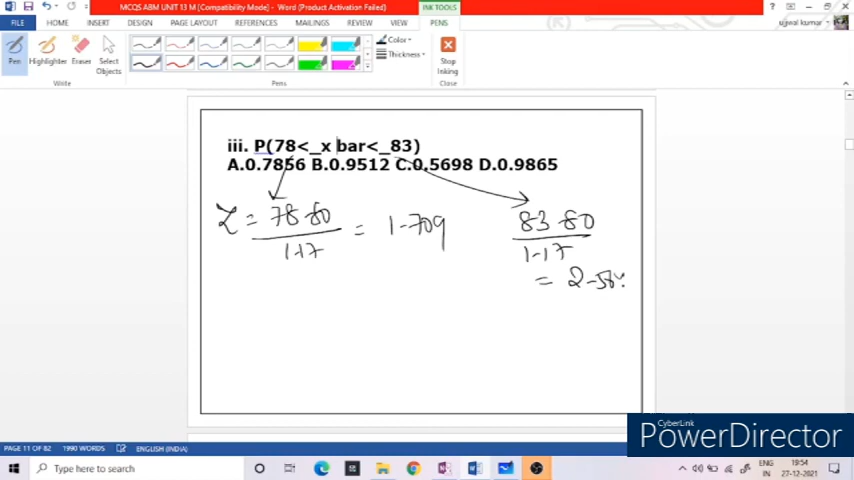 MCQS ABM UNIT 13 M [Compatibility Mode] - Word (Product Activation Failed)
INK TOOLS
FILE HOME INSERT DESIGN PAGE LAYOUT REFERENCES MAILINGS REVIEW VIEW PENS
ujjwal kumar
Pen Highlighter Eraser Select Objects
Color
Thickness
Stop Inking
Write Pens Close
iii. P(78<_x bar<_83)
A.0.7856 B.0.9512 C.0.5698 D.0.9865
Z = 78-80 / 1.17 = 1.709
83-80 / 1.17
= 2.56
CyberLink
PowerDirector
PAGE 11 OF 82 1990 WORDS ENGLISH (INDIA)
Type here to search
ENG IN
19:54
27-12-2021